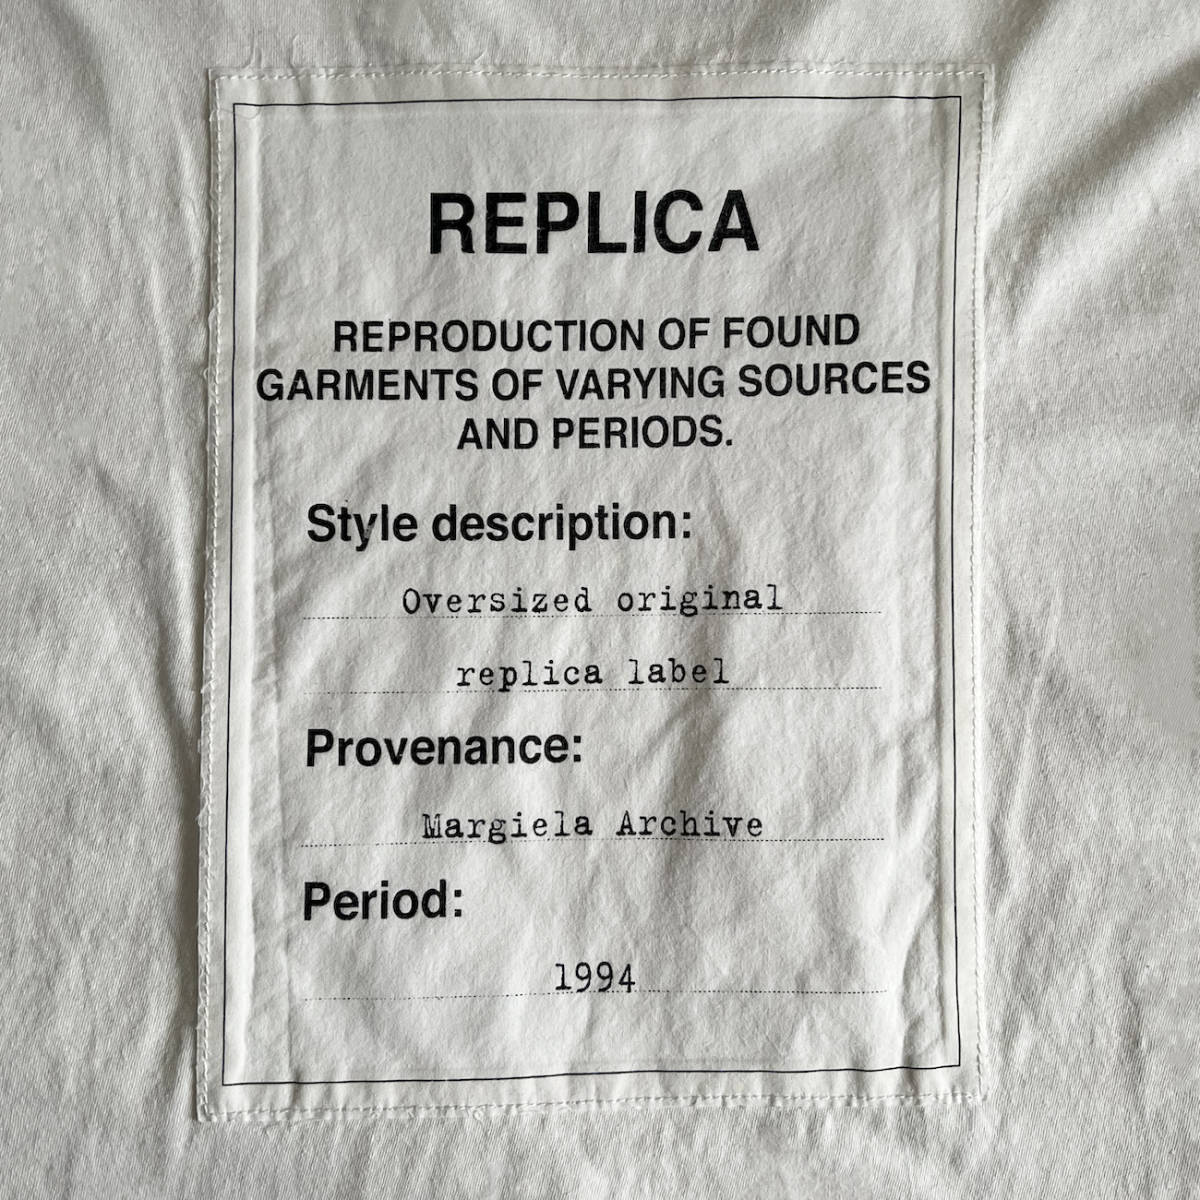 REPLICA
REPRODUCTION OF FOUND
GARMENTS OF VARYING SOURCES
AND PERIODS.
Style description:
Oversized original
replica label
Provenance:
Margiela Archive
Period:
1994